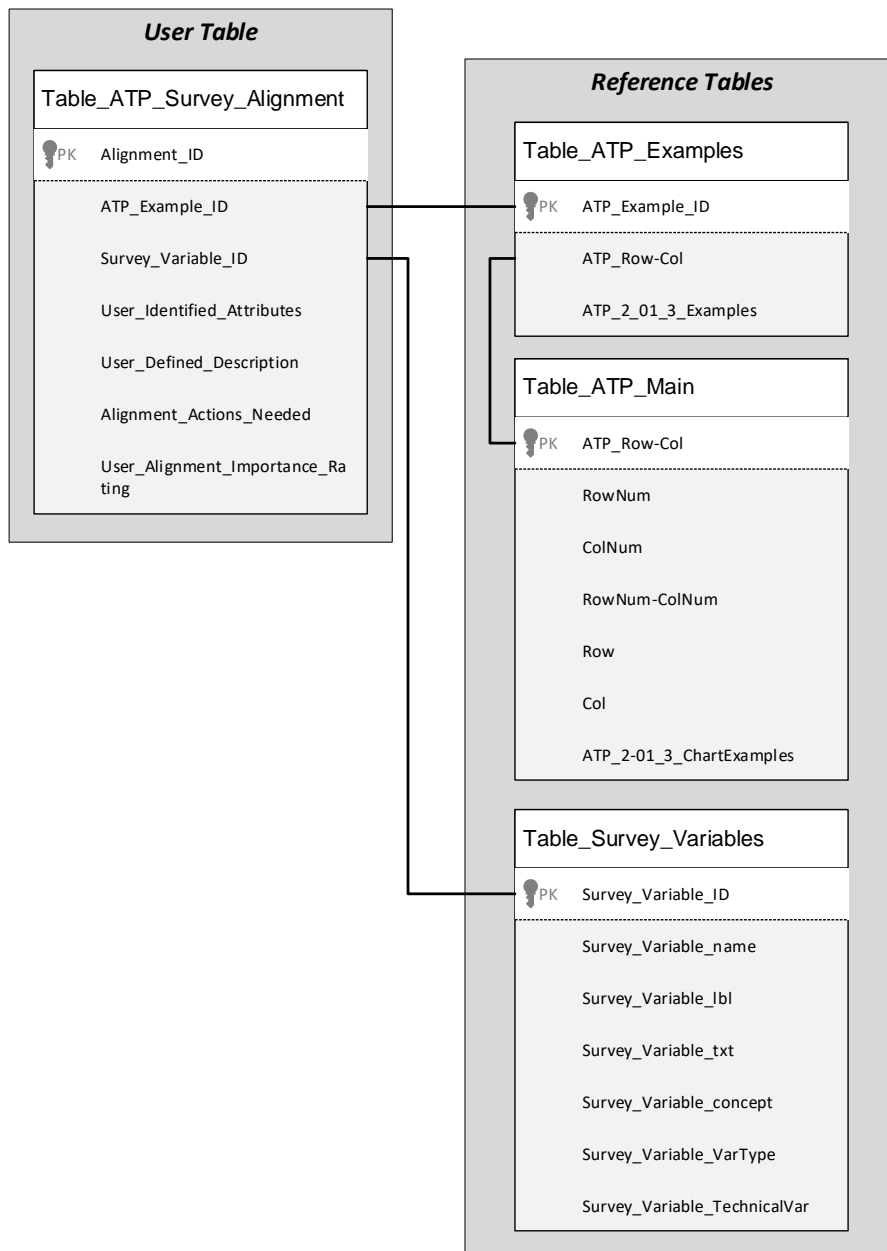 User Table
Table_ATP_Survey_Alignment
PK Alignment_ID
ATP_Example_ID
Survey_Variable_ID
User_Identified_Attributes
User_Defined_Description
Alignment_Actions_Needed
User_Alignment_Importance_Ra
ting
Reference Tables
Table_ATP_Examples
PK ATP_Example_ID
ATP_Row-Col
ATP_2_01_3_Examples
Table_ATP_Main
PK ATP_Row-Col
RowNum
ColNum
RowNum-ColNum
Row
Col
ATP_2-01_3_ChartExamples
Table_Survey_Variables
PK Survey_Variable_ID
Survey_Variable_name
Survey_Variable_lbl
Survey_Variable_txt
Survey_Variable_concept
Survey_Variable_VarType
Survey_Variable_TechnicalVar